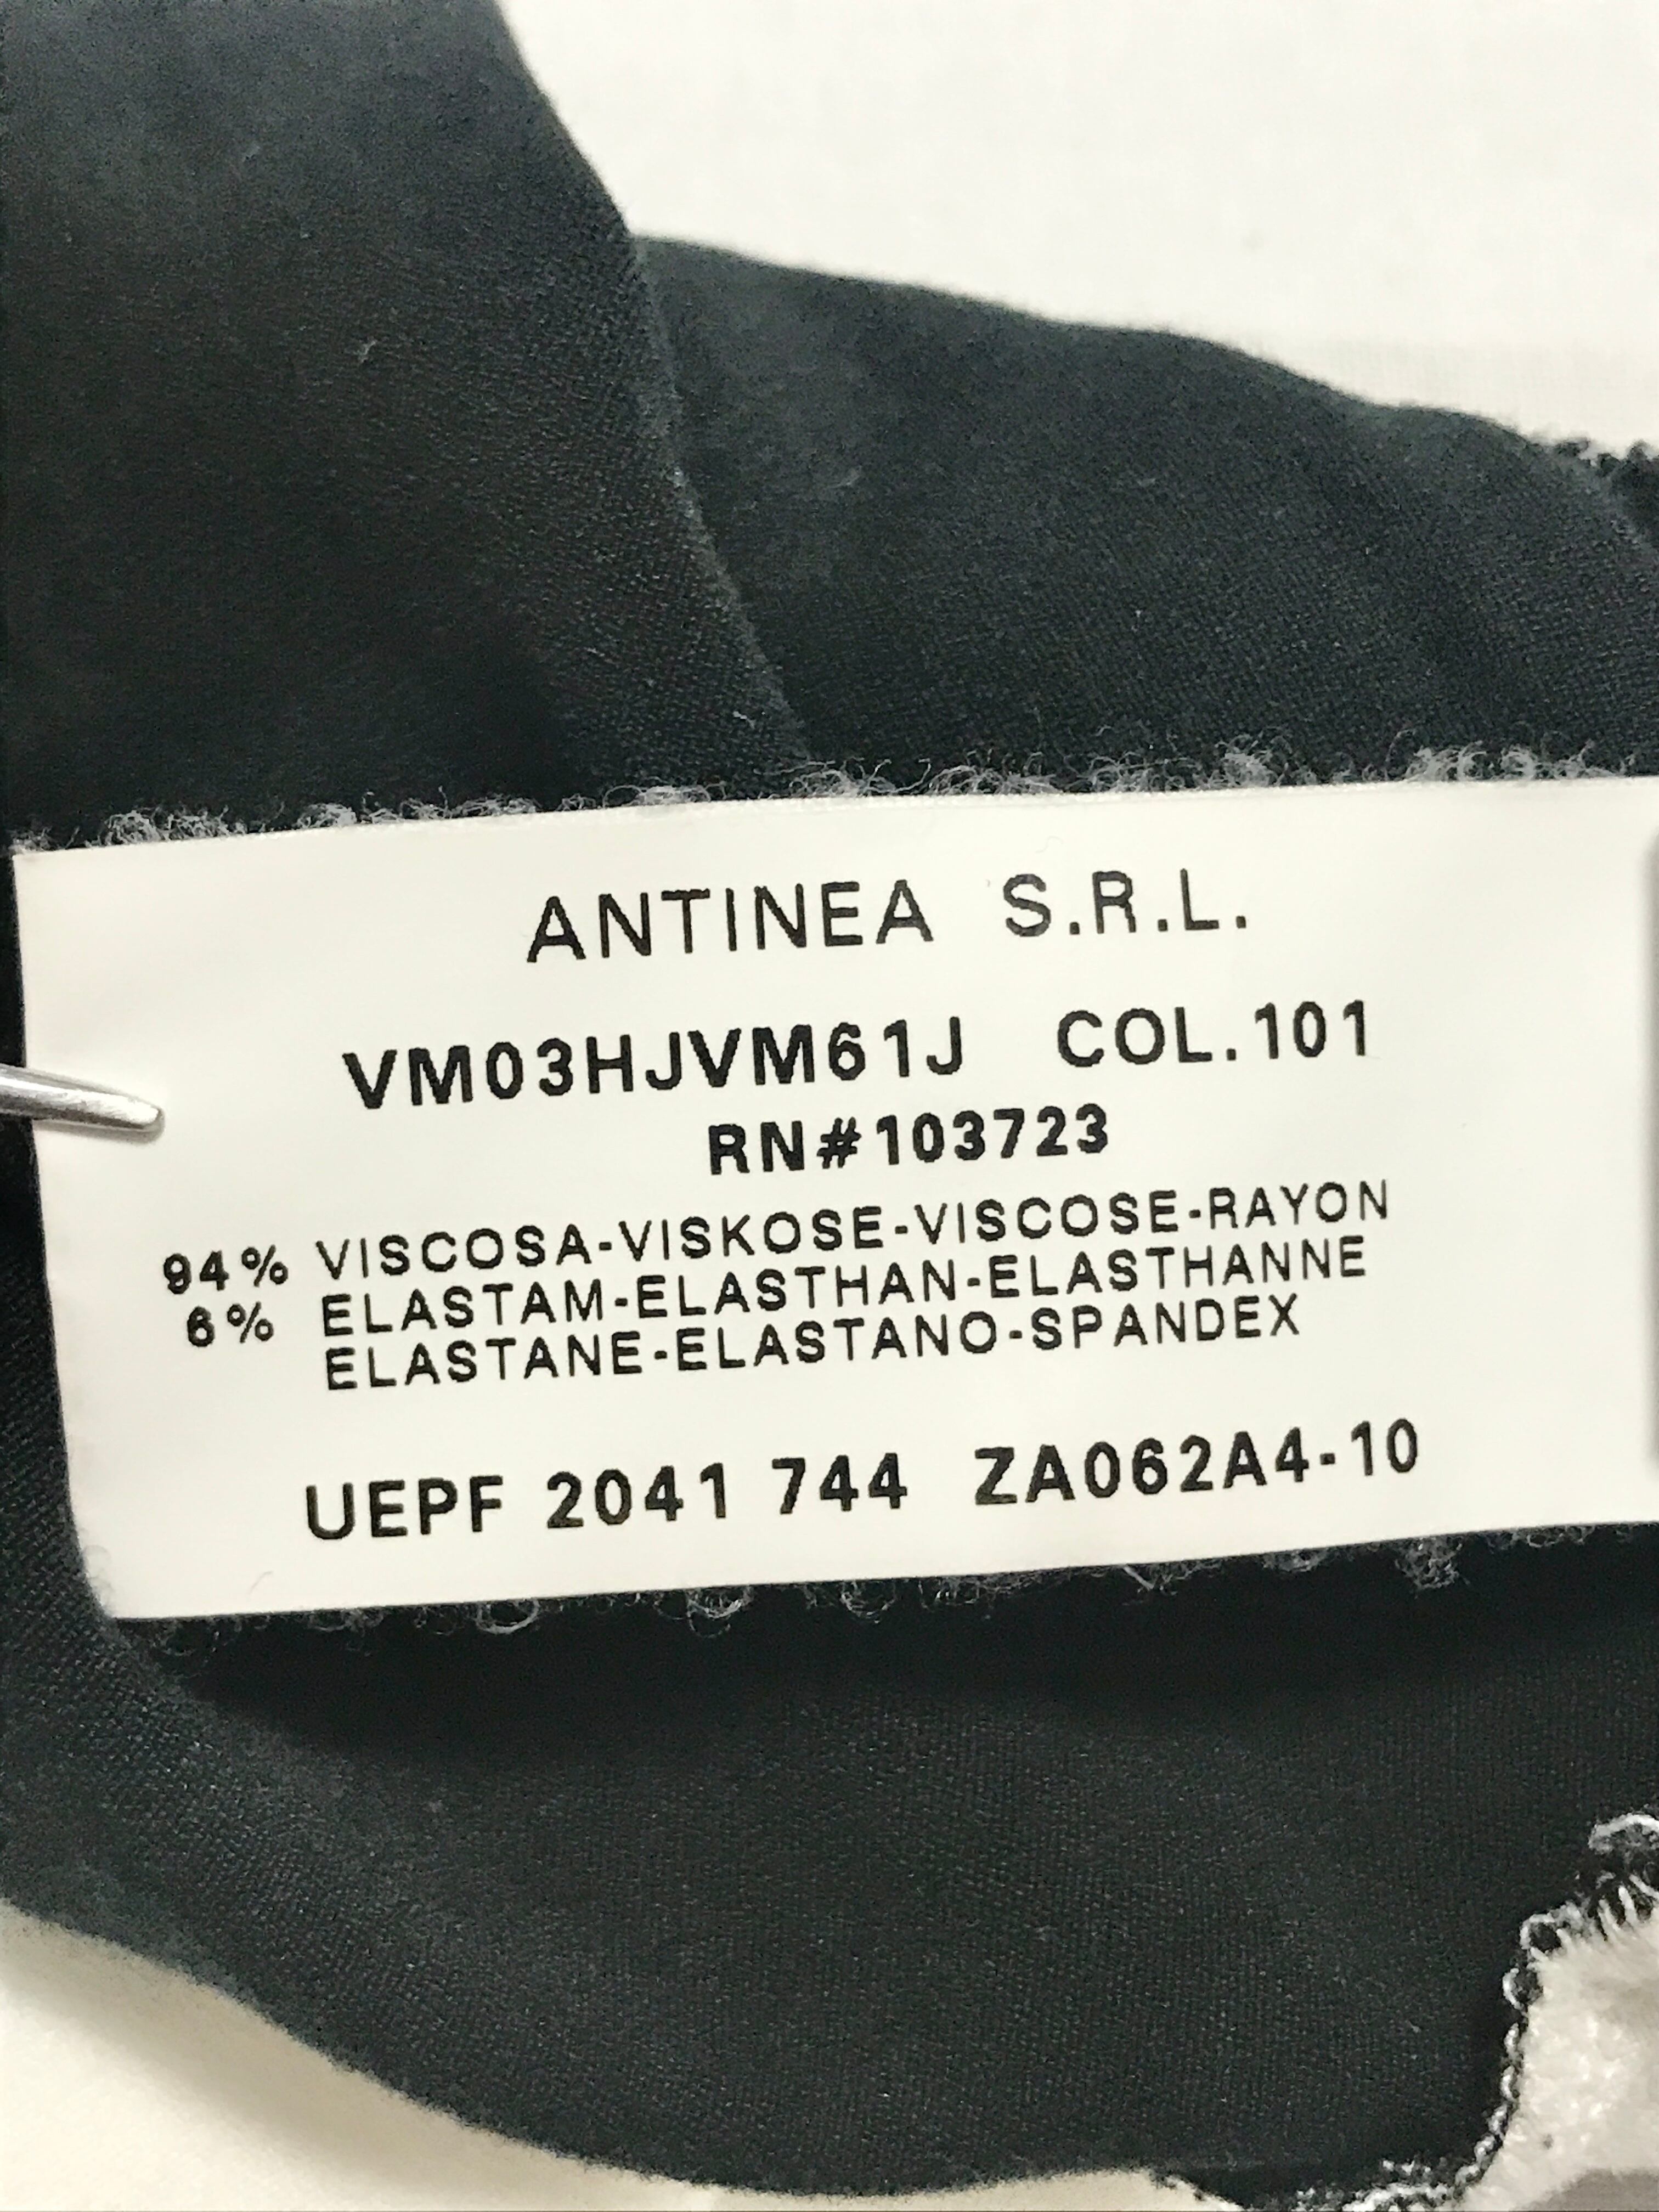 ANTINEA S.R.L.
VM03HJVM61J COL.101
RN#103723
94% VISCOSA-VISKOSE-VISCOSE-RAYON
6% ELASTAM-ELASTHAN-ELASTHANNE
ELASTANE-ELASTANO-SPANDEX
UEPF 2041 744 ZA062A4-10